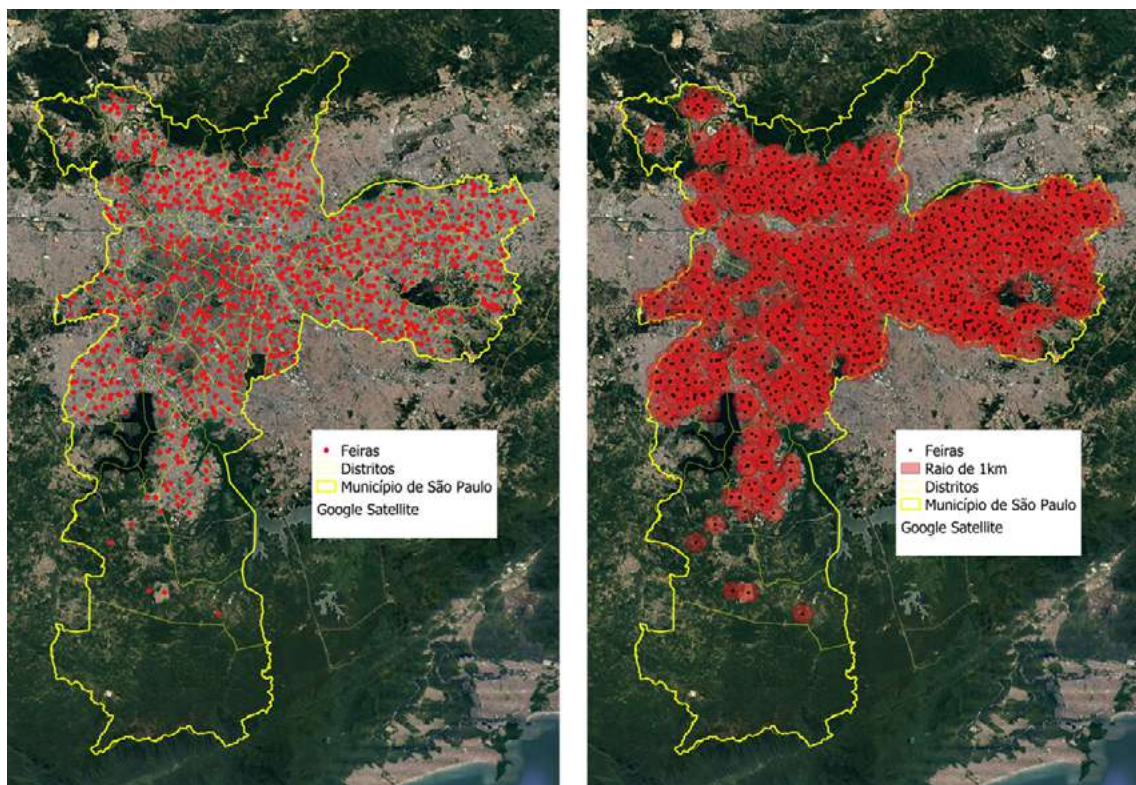 Feiras
Distritos
Município de São Paulo
Google Satellite
Feiras
Raio de 1km
Distritos
Município de São Paulo
Google Satellite